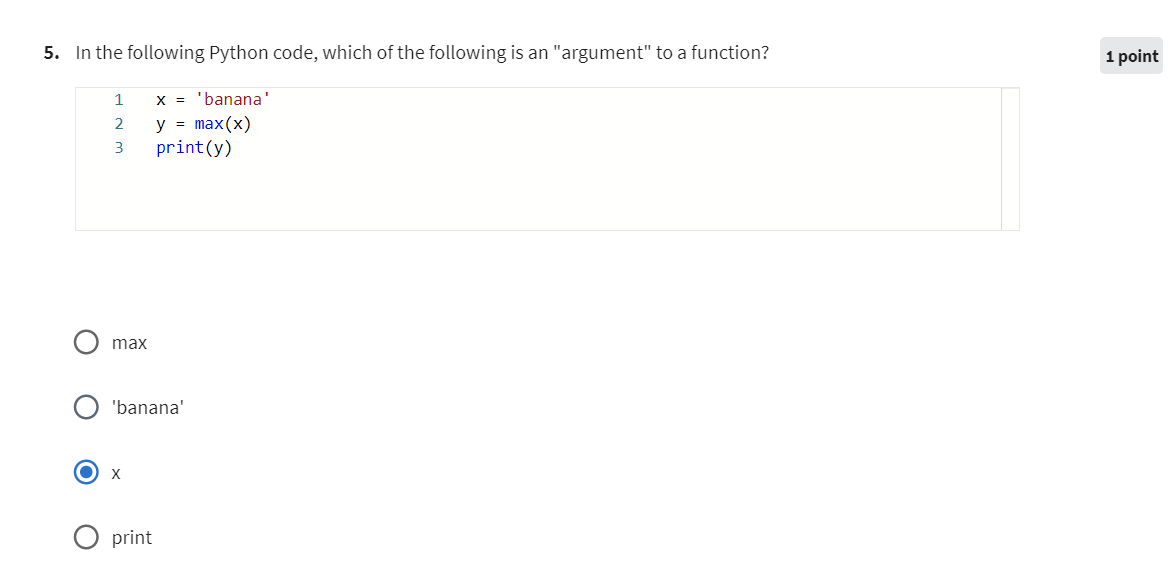 5. In the following Python code, which of the following is an "argument" to a function?
1 point
1 x = 'banana'
2 y = max(x)
3 print(y)
max
'banana'
x
print